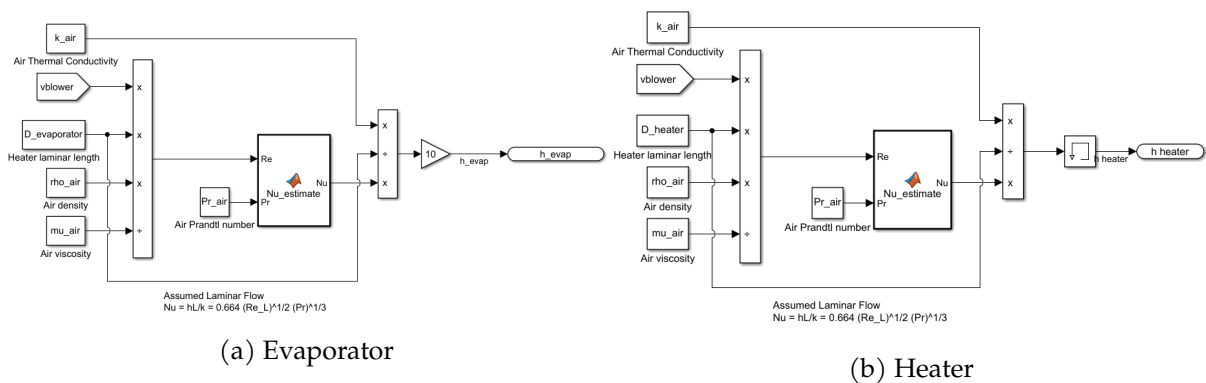 k_air
Air Thermal Conductivity
vblower
x
D_evaporator
x
Heater laminar length
rho_air
x
Air density
mu_air
÷
Air viscosity
Re
Nu
Nu_estimate
Pr
Pr_air
Air Prandtl number
x
÷
x
10
h_evap
h_evap
Assumed Laminar Flow
Nu = hL/k = 0.664 (Re_L)^1/2 (Pr)^1/3
(a) Evaporator
k_air
Air Thermal Conductivity
vblower
x
D_heater
x
Heater laminar length
rho_air
x
Air density
mu_air
÷
Air viscosity
Re
Nu
Nu_estimate
Pr
Pr_air
Air Prandtl number
x
÷
x
h heater
h heater
Assumed Laminar Flow
Nu = hL/k = 0.664 (Re_L)^1/2 (Pr)^1/3
(b) Heater